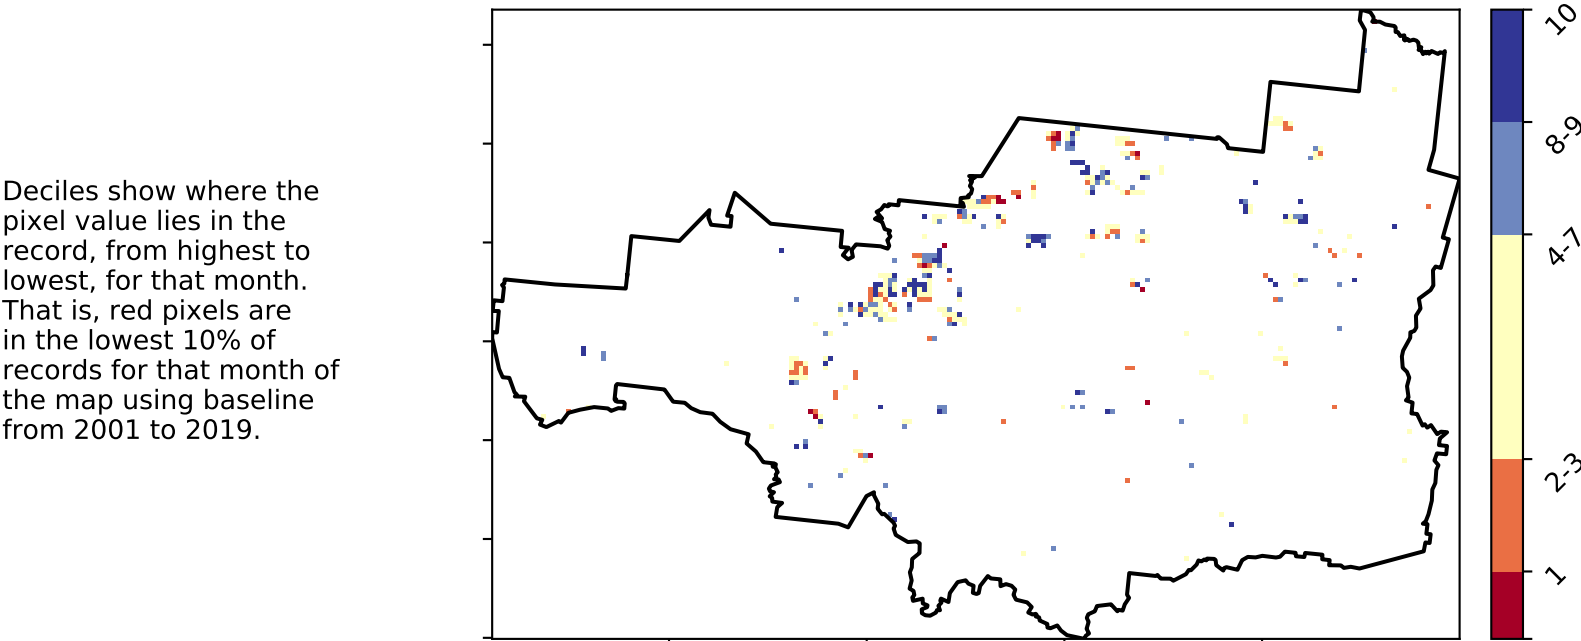 Deciles show where the
pixel value lies in the
record, from highest to
lowest, for that month.
That is, red pixels are
in the lowest 10% of
records for that month of
the map using baseline
from 2001 to 2019.
10
8-9
4-7
2-3
1